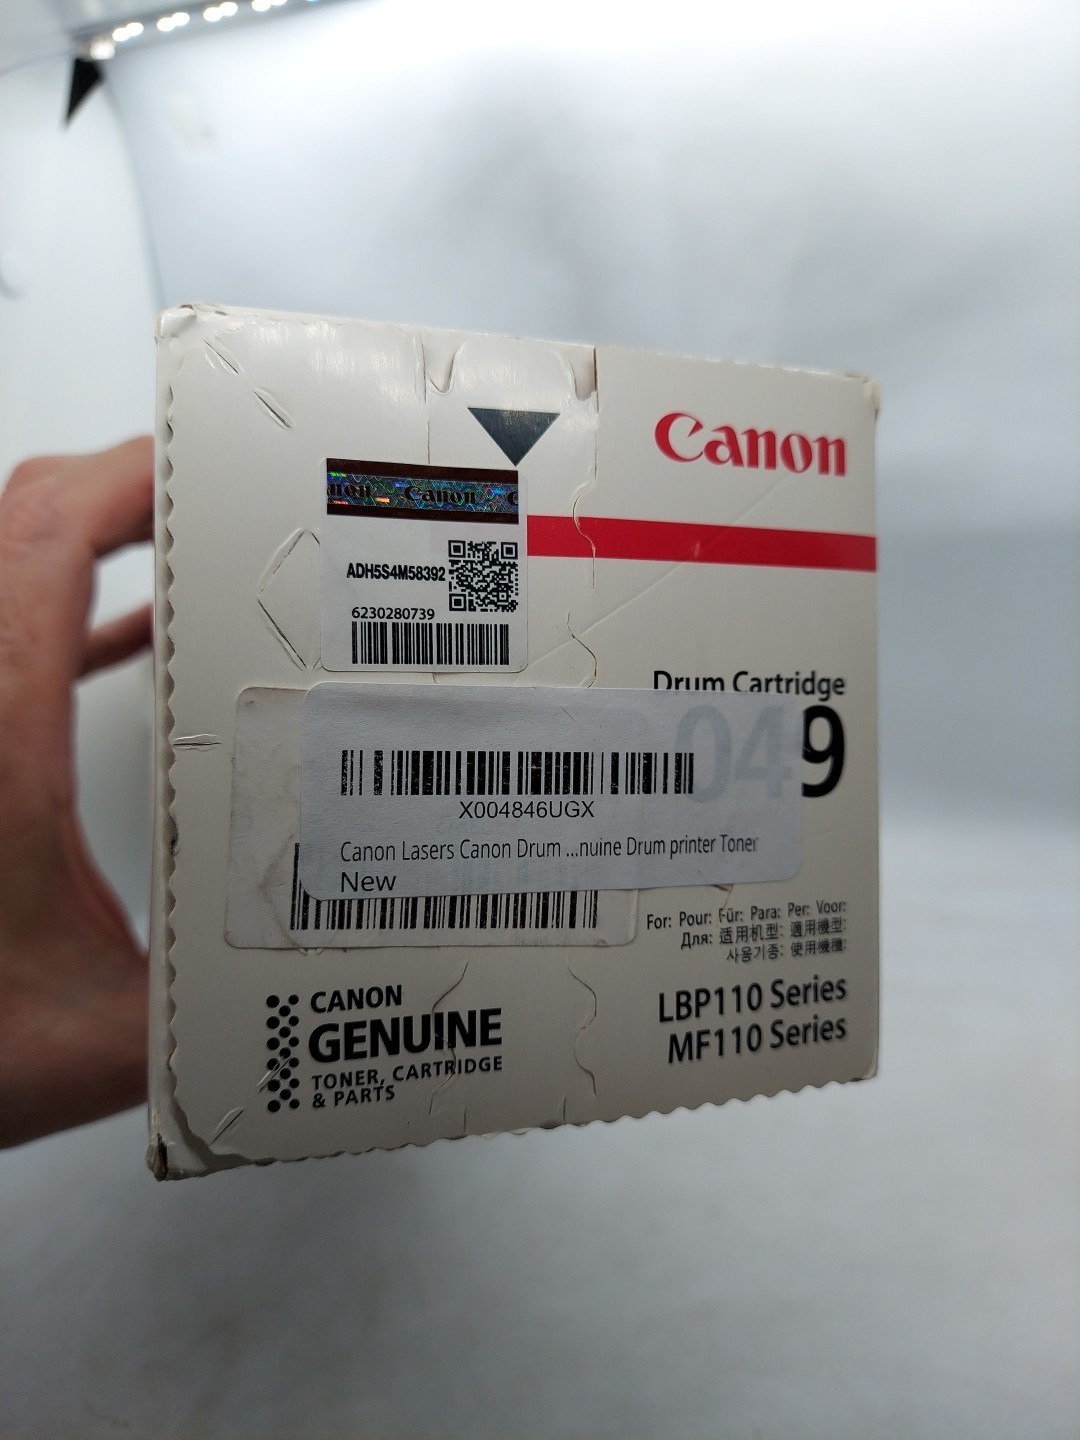 Canon
Canon
ADH5S4M58392
6230280739
Drum Cartridge
049
X004846UGX
Canon Lasers Canon Drum ...nuine Drum printer Toner
New
For: Pour: Für: Para: Per: Voor:
Для: 适用机型: 適用機型:
사용기종: 使用機種:
CANON
GENUINE
TONER, CARTRIDGE
& PARTS
LBP110 Series
MF110 Series